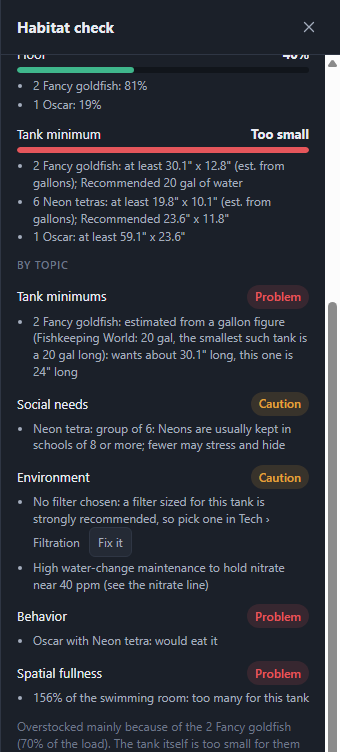 Habitat check
Floor 40%
2 Fancy goldfish: 81%
1 Oscar: 19%
Tank minimum Too small
2 Fancy goldfish: at least 30.1" x 12.8" (est. from
gallons); Recommended 20 gal of water
6 Neon tetras: at least 19.8" x 10.1" (est. from
gallons); Recommended 23.6" x 11.8"
1 Oscar: at least 59.1" x 23.6"
BY TOPIC
Tank minimums Problem
2 Fancy goldfish: estimated from a gallon figure
(Fishkeeping World: 20 gal, the smallest such tank is
a 20 gal long): wants about 30.1" long, this one is
24" long
Social needs Caution
Neon tetra: group of 6: Neons are usually kept in
schools of 8 or more; fewer may stress and hide
Environment Caution
No filter chosen: a filter sized for this tank is
strongly recommended, so pick one in Tech ›
Filtration Fix it
High water-change maintenance to hold nitrate
near 40 ppm (see the nitrate line)
Behavior Problem
Oscar with Neon tetra: would eat it
Spatial fullness Problem
156% of the swimming room: too many for this tank
Overstocked mainly because of the 2 Fancy goldfish
(70% of the load). The tank itself is too small for them